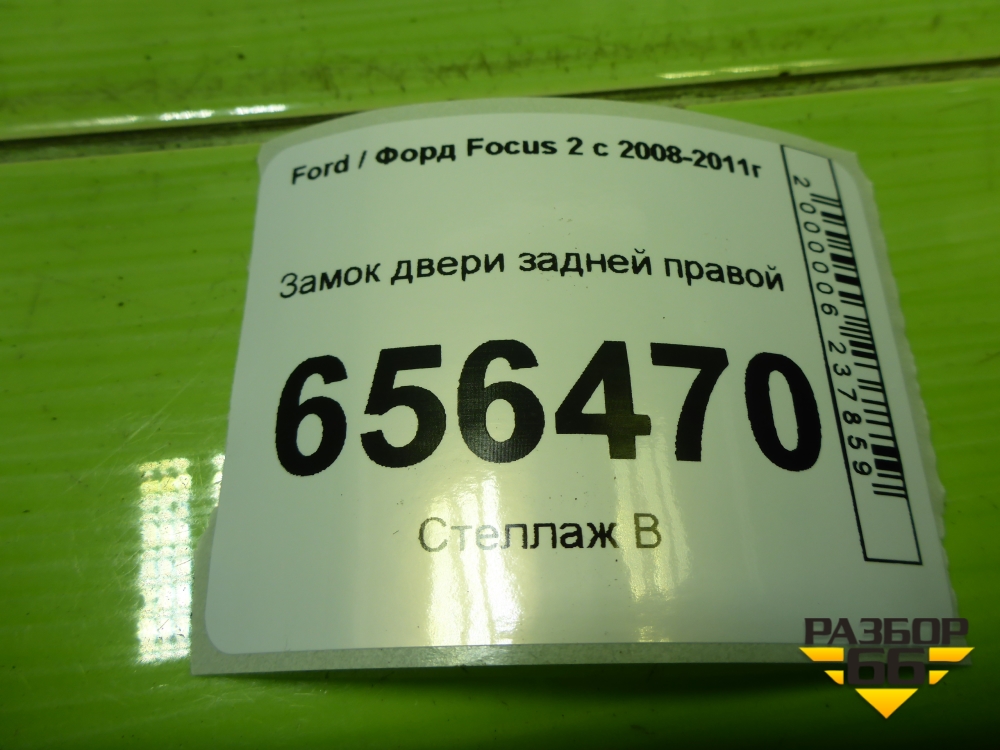 Ford / Форд Focus 2 с 2008-2011г
Замок двери задней правой
656470
Стеллаж В
2000006237859
РАЗБОР
66